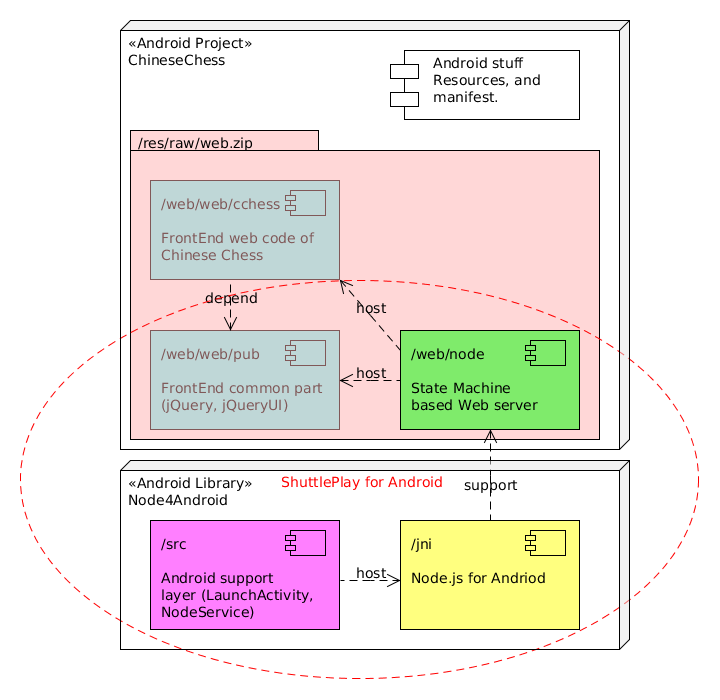 «Android Project»
ChineseChess
Android stuff
Resources, and
manifest.
/res/raw/web.zip
/web/web/cchess
FrontEnd web code of
Chinese Chess
depend
host
/web/web/pub
FrontEnd common part
(jQuery, jQueryUI)
host
/web/node
State Machine
based Web server
«Android Library»
Node4Android
ShuttlePlay for Android
support
/src
Android support
layer (LaunchActivity,
NodeService)
host
/jni
Node.js for Andriod